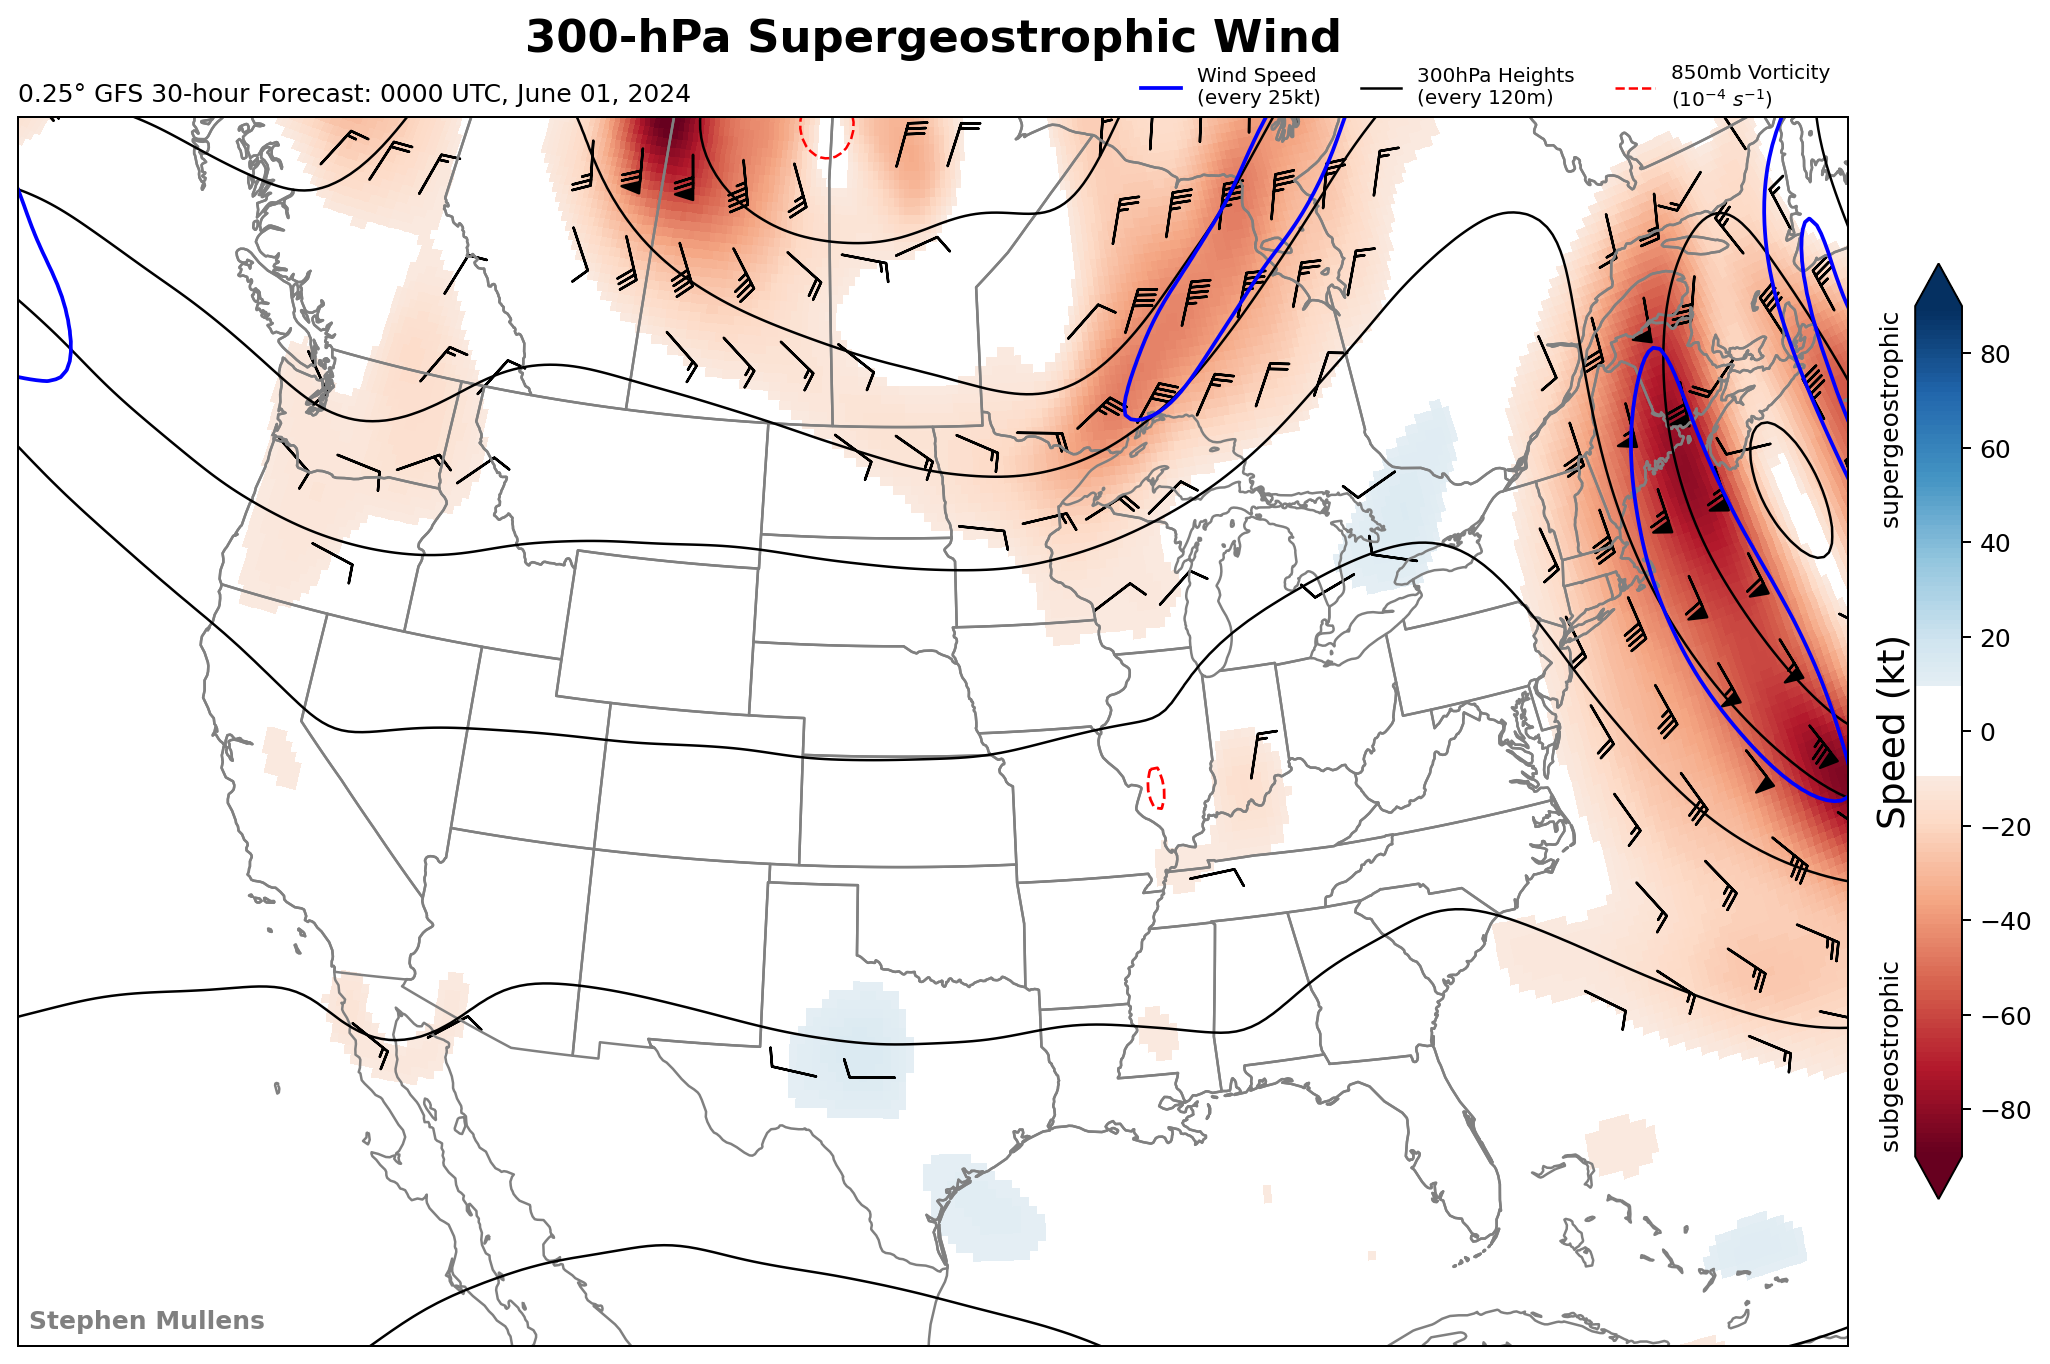 300-hPa Supergeostrophic Wind
0.25° GFS 30-hour Forecast: 0000 UTC, June 01, 2024
Wind Speed
(every 25kt)
300hPa Heights
(every 120m)
850mb Vorticity
(10⁻⁴ s⁻¹)
supergeostrophic
subgeostrophic
Speed (kt)
80
60
40
20
0
−20
−40
−60
−80
Stephen Mullens